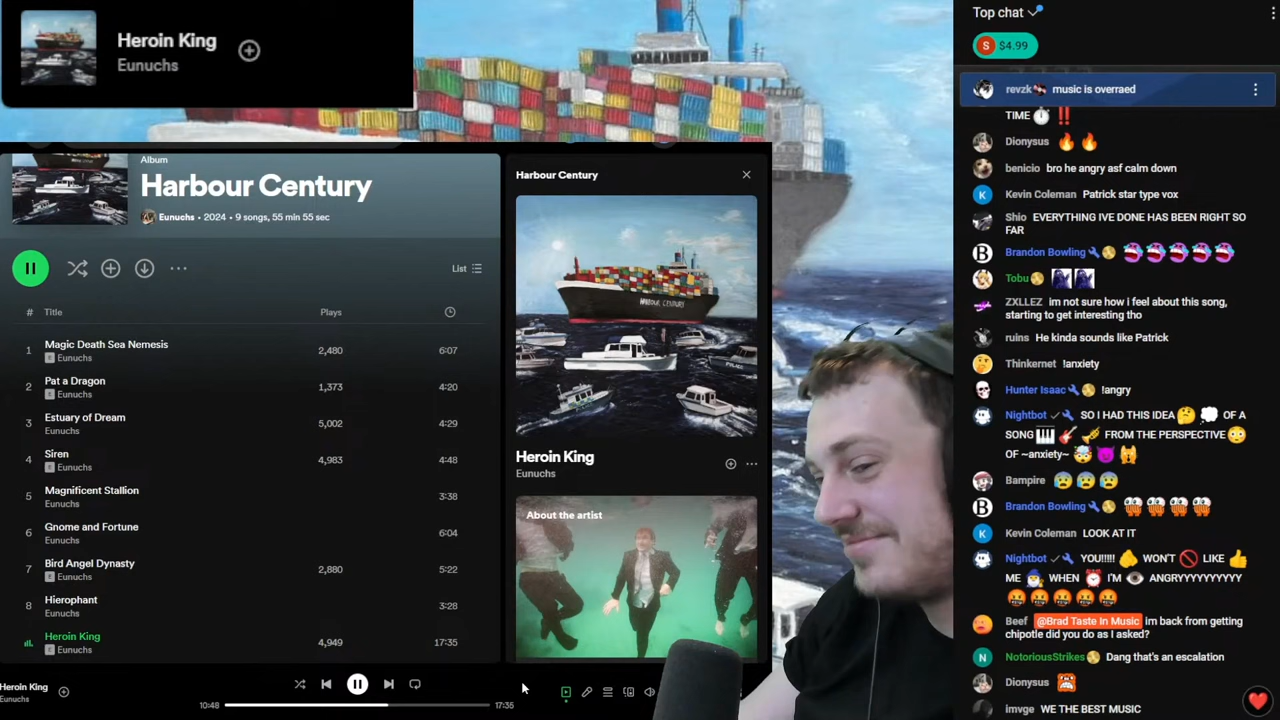 Heroin King
Eunuchs
Album
Harbour Century
Eunuchs • 2024 • 9 songs, 55 min 55 sec
List
# Title Plays
1 Magic Death Sea Nemesis 2,480 6:07
E Eunuchs
2 Pat a Dragon 1,373 4:20
E Eunuchs
3 Estuary of Dream 5,002 4:29
Eunuchs
4 Siren 4,983 4:48
E Eunuchs
5 Magnificent Stallion 3:38
Eunuchs
6 Gnome and Fortune 6:04
Eunuchs
7 Bird Angel Dynasty 2,880 5:22
E Eunuchs
8 Hierophant 3:28
Eunuchs
Heroin King 4,949 17:35
E Eunuchs
Harbour Century
HARBOUR CENTURY
POLICE
Heroin King
Eunuchs
About the artist
Heroin King
Eunuchs
10:48 17:35
Top chat
S $4.99
revzk music is overraed
TIME ⏱️ ‼️
Dionysus 🔥 🔥
benicio bro he angry asf calm down
K Kevin Coleman Patrick star type vox
Shio EVERYTHING IVE DONE HAS BEEN RIGHT SO
FAR
B Brandon Bowling 🥶🥶🥶🥶🥶
Tobu
ZXLLEZ im not sure how i feel about this song,
starting to get interesting tho
ruins He kinda sounds like Patrick
Thinkernet !anxiety
Hunter Isaac !angry
Nightbot SO I HAD THIS IDEA 🤔 💭 OF A
SONG 🎹 🎸 🎺 FROM THE PERSPECTIVE 😳
OF ~anxiety~ 🤯 😈 🙀
Bampire 😰 😰 😰
B Brandon Bowling
K Kevin Coleman LOOK AT IT
Nightbot YOU!!!!! 🫵 WON'T 🚫 LIKE 👍
ME 🧙‍♂️ WHEN ⏰ I'M 👁️ ANGRYYYYYYYYY
🤬 🤬 🤬 🤬 🤬
Beef @Brad Taste In Music im back from getting
chipotle did you do as I asked?
N NotoriousStrikes Dang that's an escalation
Dionysus
imvge WE THE BEST MUSIC